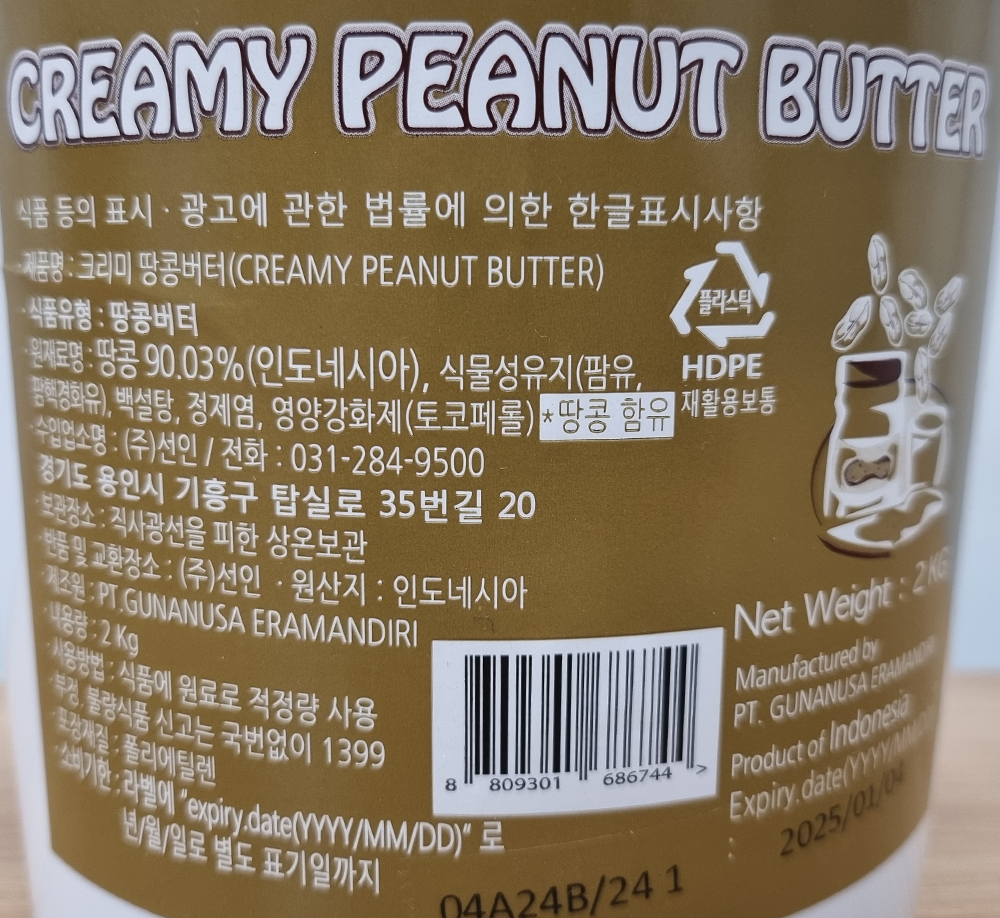 CREAMY PEANUT BUTTER
식품 등의 표시 · 광고에 관한 법률에 의한 한글표시사항
·제품명 : 크리미 땅콩버터(CREAMY PEANUT BUTTER)
·식품유형 : 땅콩버터
·원재료명 : 땅콩 90.03%(인도네시아), 식물성유지(팜유,
팜핵경화유), 백설탕, 정제염, 영양강화제(토코페롤) *땅콩 함유
·수입업소명 : (주)선인 / 전화 : 031-284-9500
경기도 용인시 기흥구 탑실로 35번길 20
·보관장소 : 직사광선을 피한 상온보관
·반품 및 교환장소 : (주)선인 ·원산지 : 인도네시아
·제조원 : PT.GUNANUSA ERAMANDIRI
·내용량 : 2 Kg
·사용방법 : 식품에 원료로 적정량 사용
·부정, 불량식품 신고는 국번없이 1399
·포장재질 : 폴리에틸렌
·소비기한 : 라벨에 "expiry.date(YYYY/MM/DD)" 로
년/월/일로 별도 표기일까지
플라스틱
HDPE
재활용보통
8 809301 686744 >
Net Weight : 2 KG
Manufactured by
PT. GUNANUSA ERAMANDIRI
Product of Indonesia
Expiry.date(YYYY/MM/
: 2025/01/04
04A24B/24 1